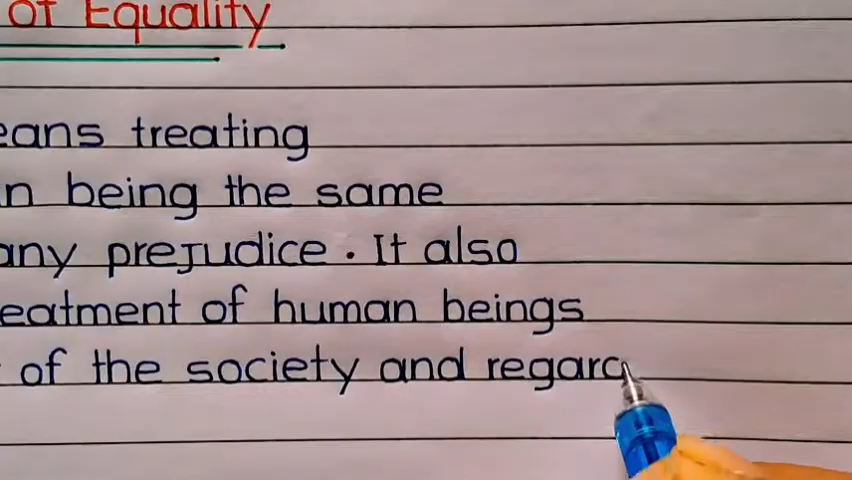 of Equality
eans treating
n being the same
any prejudice. It also
eatment of human beings
of the society and regard